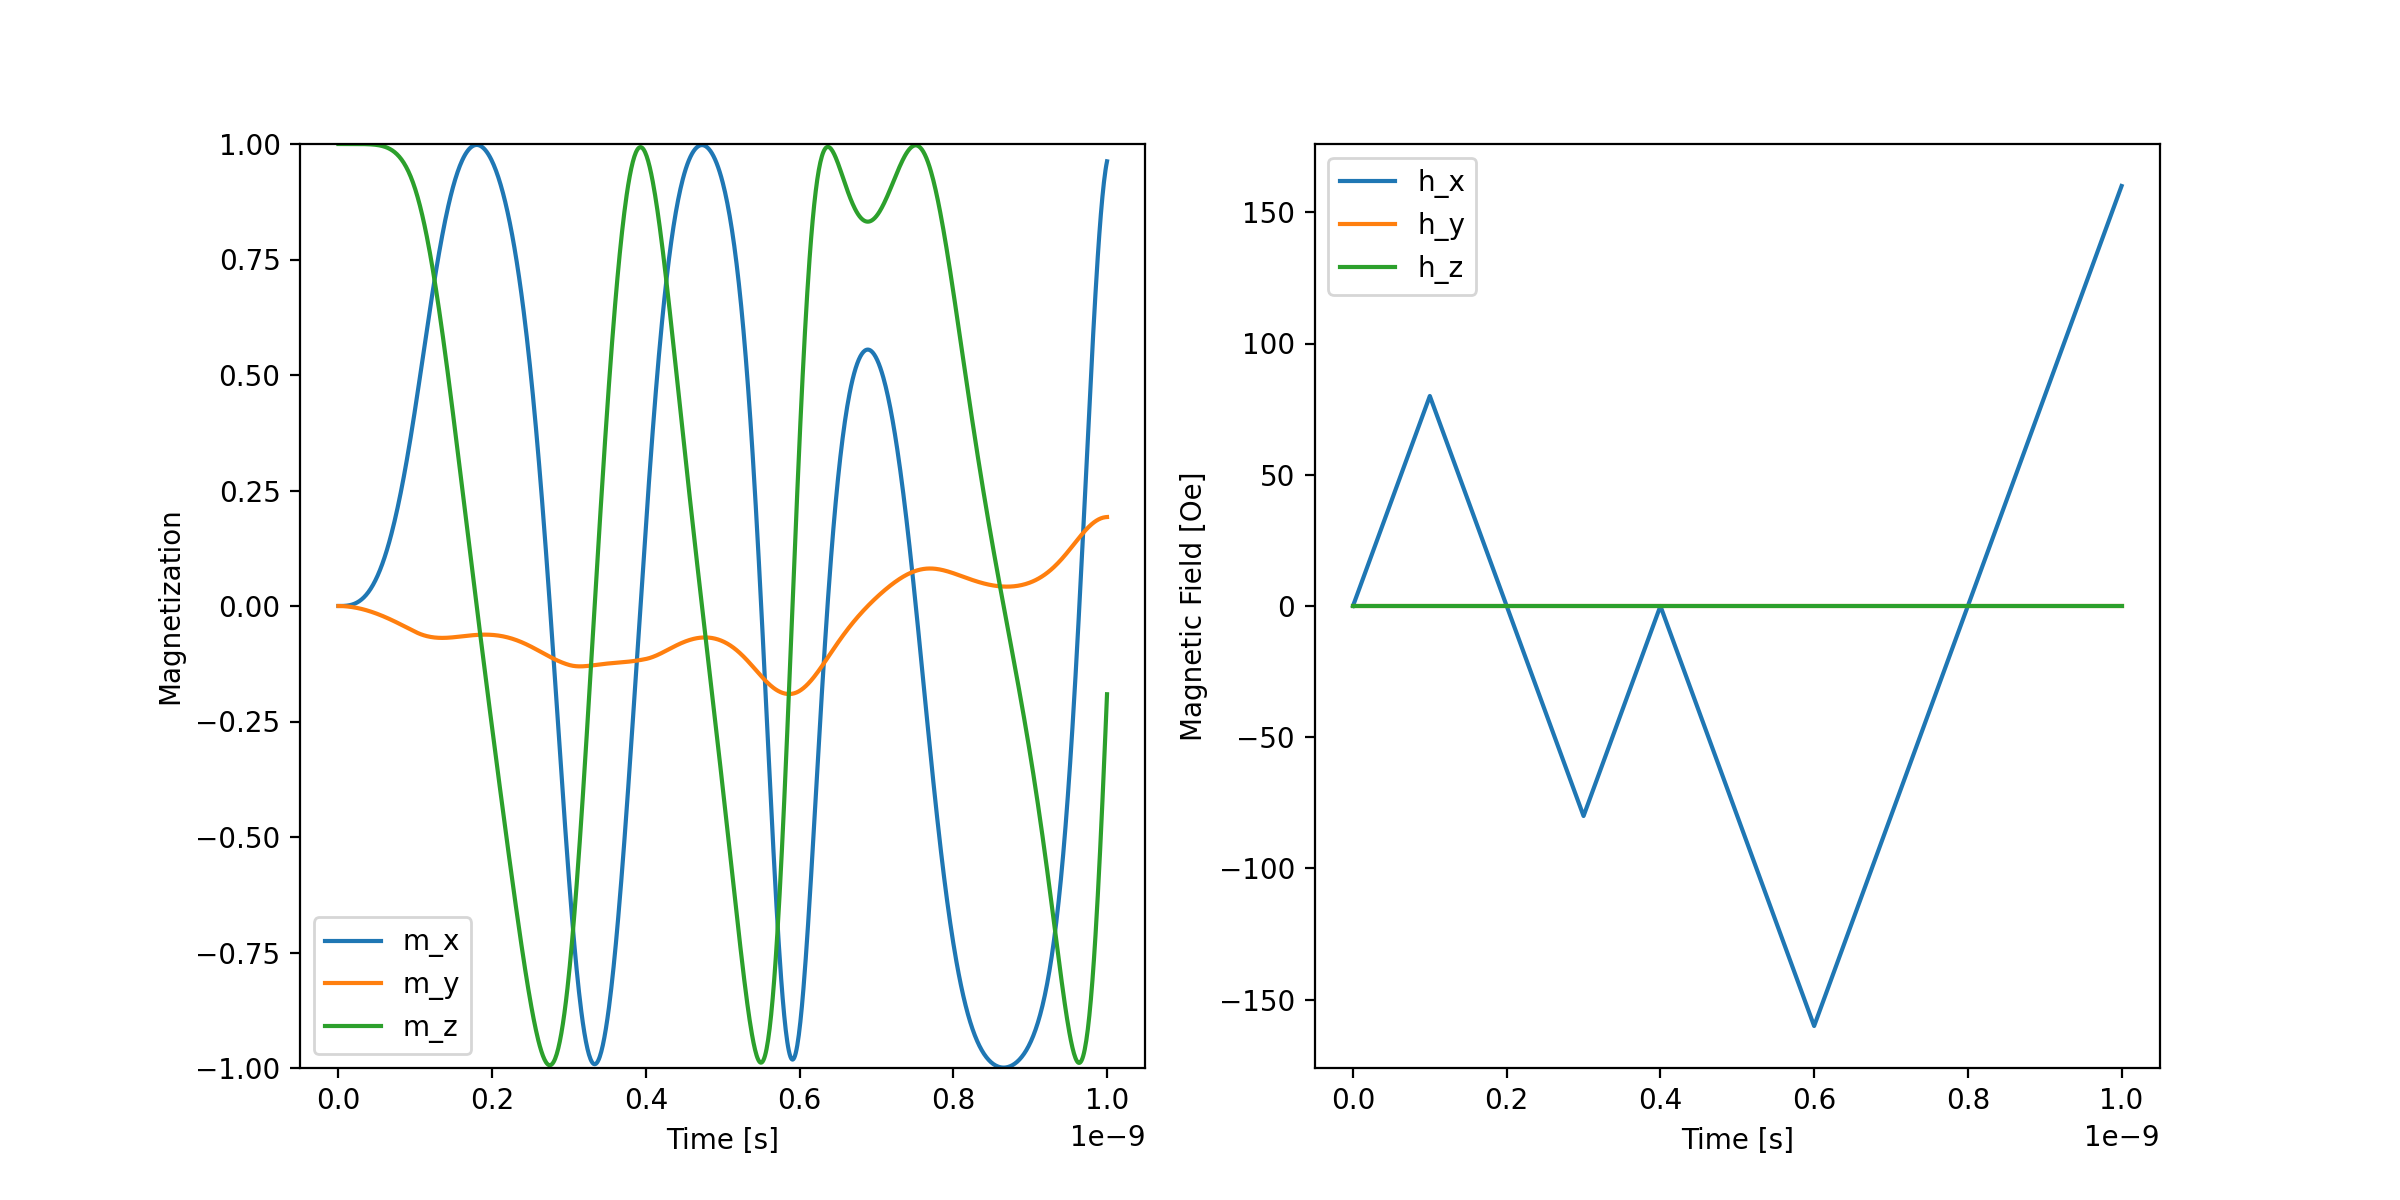 1.00
0.75
0.50
0.25
0.00
−0.25
−0.50
−0.75
−1.00
Magnetization
m_x
m_y
m_z
0.0 0.2 0.4 0.6 0.8 1.0
Time [s]
1e−9
150
100
50
0
−50
−100
−150
Magnetic Field [Oe]
h_x
h_y
h_z
0.0 0.2 0.4 0.6 0.8 1.0
Time [s]
1e−9